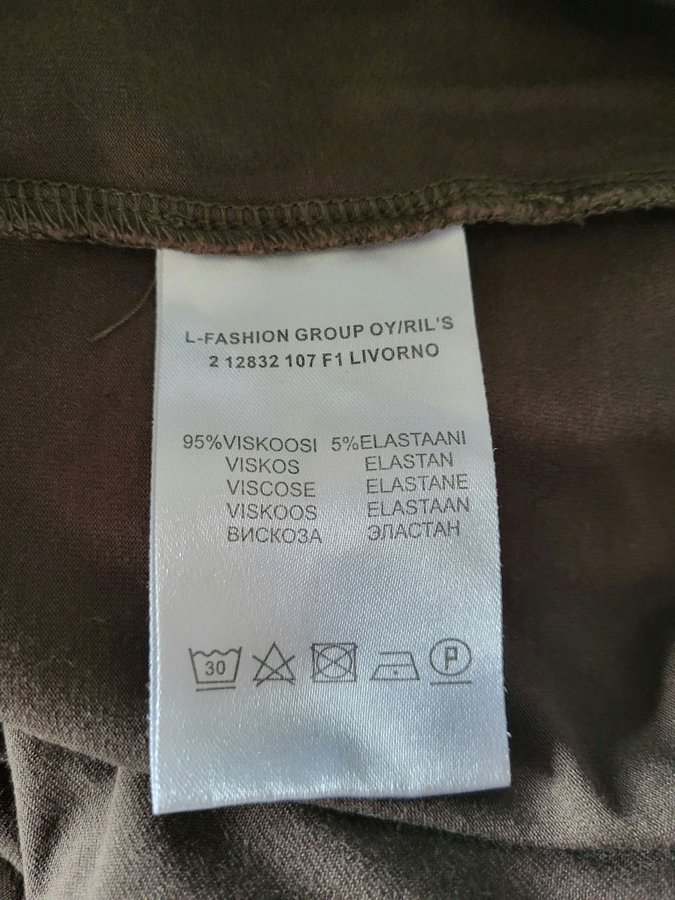 L-FASHION GROUP OY/RIL'S
2 12832 107 F1 LIVORNO
95%VISKOOSI 5%ELASTAANI
VISKOS ELASTAN
VISCOSE ELASTANE
VISKOOS ELASTAAN
ВИСКОЗА ЭЛАСТАН
30 P